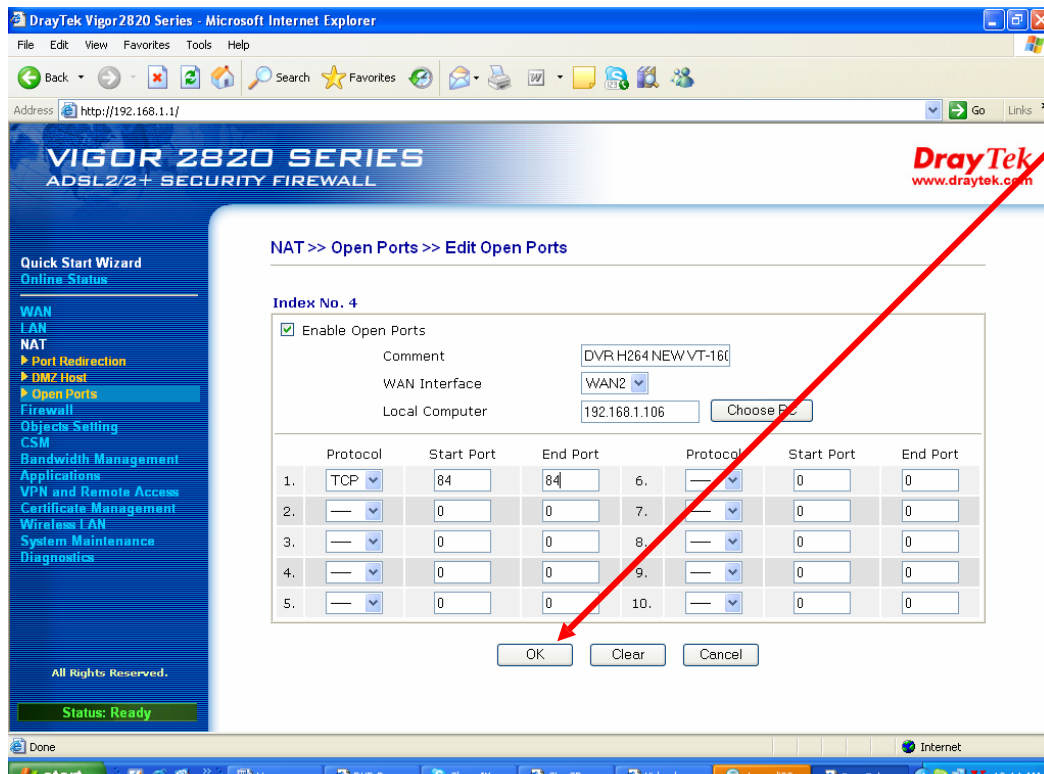 DrayTek Vigor2820 Series - Microsoft Internet Explorer
File Edit View Favorites Tools Help
Back Search Favorites
Address http://192.168.1.1/ Go Links
VIGOR 2820 SERIES
ADSL2/2+ SECURITY FIREWALL
DrayTek
www.draytek.com
Quick Start Wizard
Online Status
WAN
LAN
NAT
Port Redirection
DMZ Host
Open Ports
Firewall
Objects Setting
CSM
Bandwidth Management
Applications
VPN and Remote Access
Certificate Management
Wireless LAN
System Maintenance
Diagnostics
All Rights Reserved.
Status: Ready
NAT >> Open Ports >> Edit Open Ports
Index No. 4
Enable Open Ports
Comment DVR H264 NEW VT-160
WAN Interface WAN2
Local Computer 192.168.1.106 Choose PC
Protocol Start Port End Port Protocol Start Port End Port
1. TCP 84 84 6. --- 0 0
2. --- 0 0 7. --- 0 0
3. --- 0 0 8. --- 0 0
4. --- 0 0 9. --- 0 0
5. --- 0 0 10. --- 0 0
OK Clear Cancel
Done Internet